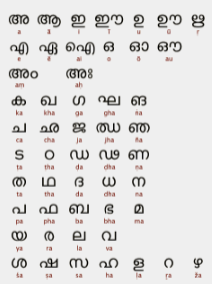 അ ആ ഇ ഈ ഉ ഊ ഋ
a ā i ī u ū ṛ
എ ഏ ഐ ഒ ഓ ഔ
e ē ai o ō au
അം അഃ
aṃ aḥ
ക ഖ ഗ ഘ ങ
ka kha ga gha ṅa
ച ഛ ജ ഝ ഞ
ca cha ja jha ña
ട ഠ ഡ ഢ ണ
ṭa ṭha ḍa ḍha ṇa
ത ഥ ദ ധ ന
ta tha da dha na
പ ഫ ബ ഭ മ
pa pha ba bha ma
യ ര ല വ
ya ra la va
ശ ഷ സ ഹ ള റ ഴ
śa ṣa sa ha ḷa ṟa ža